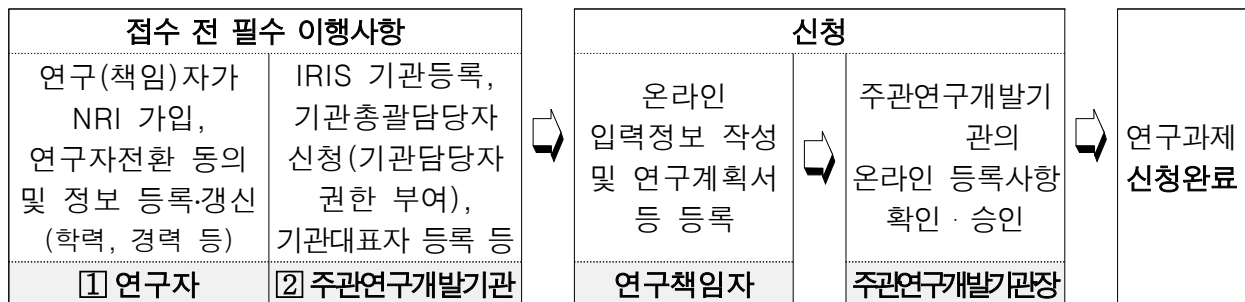 접수 전 필수 이행사항
연구(책임)자가
NRI 가입,
연구자전환 동의
및 정보 등록·갱신
(학력, 경력 등)
1 연구자
IRIS 기관등록,
기관총괄담당자
신청(기관담당자
권한 부여),
기관대표자 등록 등
2 주관연구개발기관
신청
온라인
입력정보 작성
및 연구계획서
등 등록
연구책임자
주관연구개발기
관의
온라인 등록사항
확인 · 승인
주관연구개발기관장
연구과제
신청완료